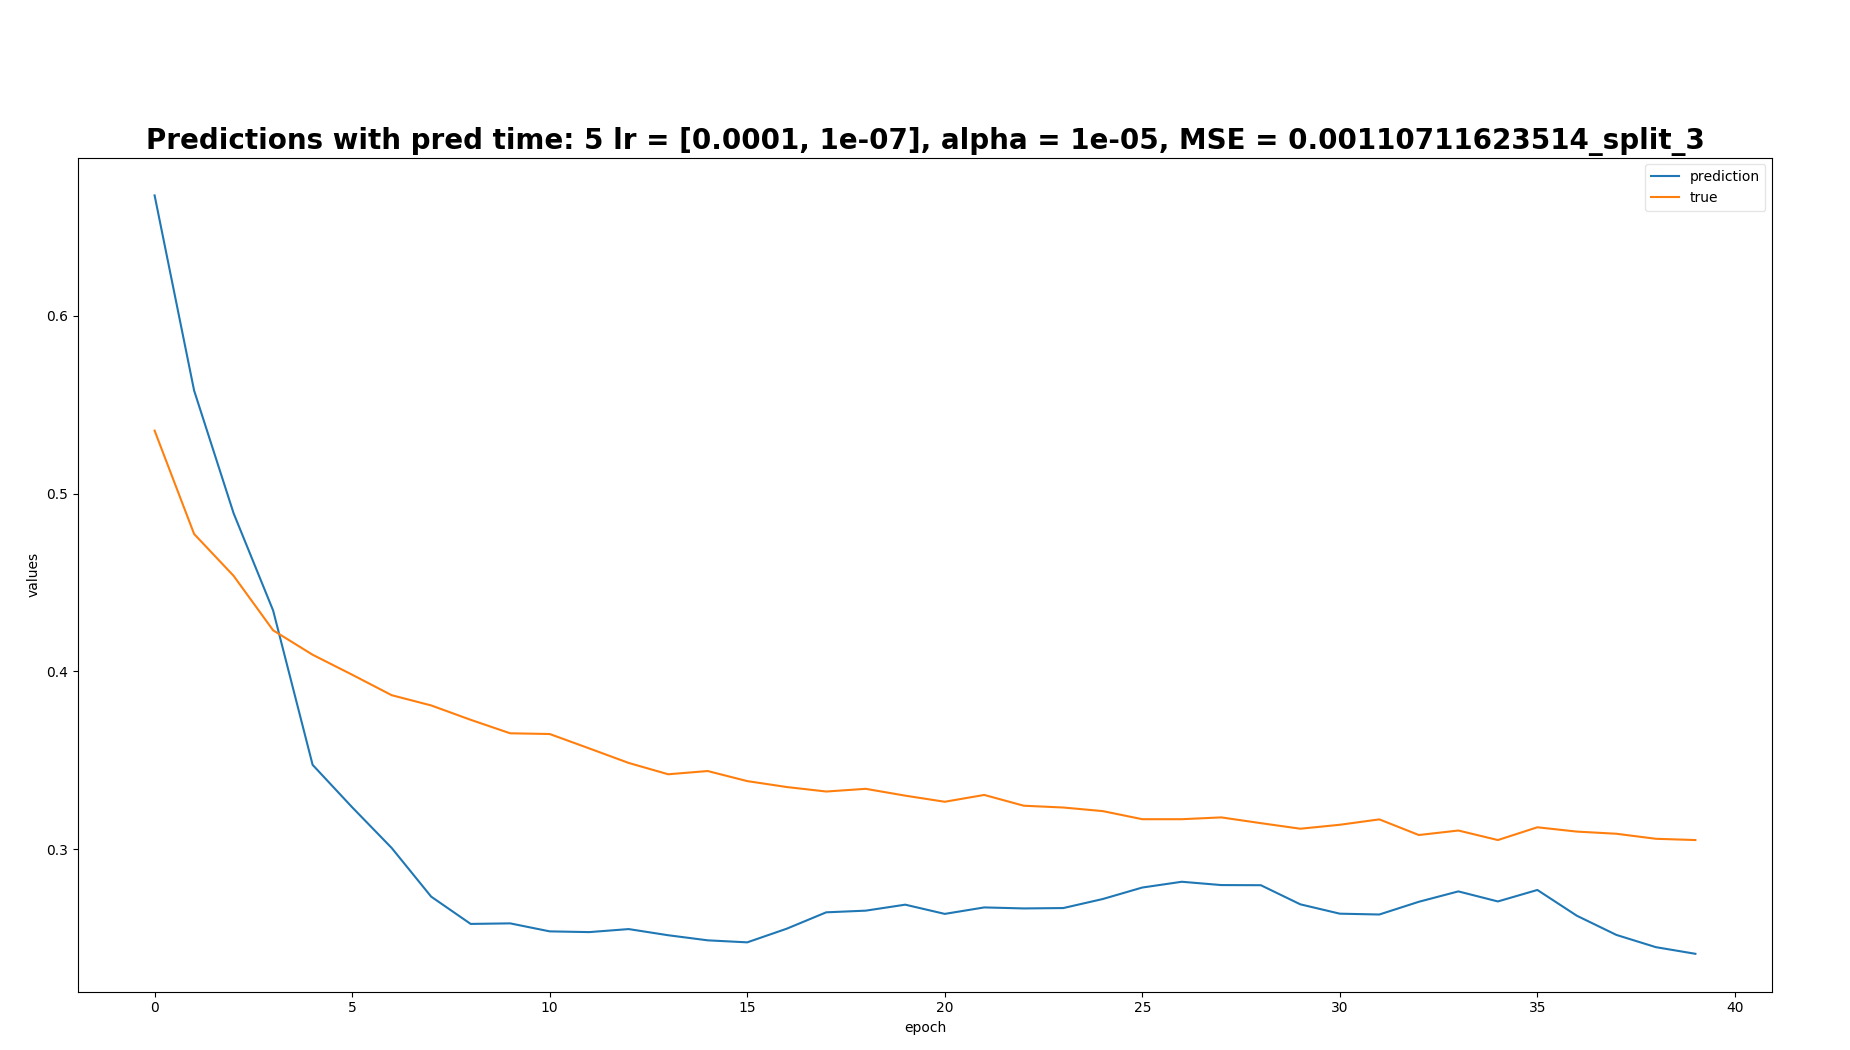 Predictions with pred time: 5 lr = [0.0001, 1e-07], alpha = 1e-05, MSE = 0.00110711623514_split_3
prediction
true
values
0.6
0.5
0.4
0.3
0 5 10 15 20 25 30 35 40
epoch